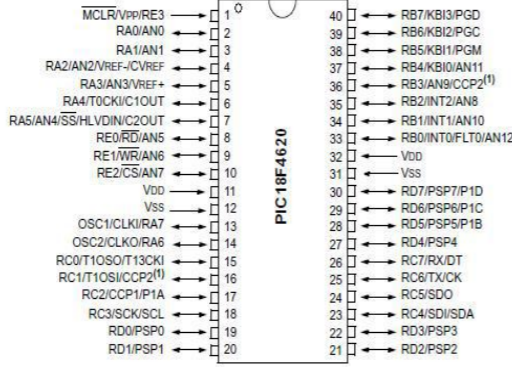 MCLR/VPP/RE3 1
RA0/AN0 2
RA1/AN1 3
RA2/AN2/VREF-/CVREF 4
RA3/AN3/VREF+ 5
RA4/T0CKI/C1OUT 6
RA5/AN4/SS/HLVDIN/C2OUT 7
RE0/RD/AN5 8
RE1/WR/AN6 9
RE2/CS/AN7 10
VDD 11
VSS 12
OSC1/CLKI/RA7 13
OSC2/CLKO/RA6 14
RC0/T1OSO/T13CKI 15
RC1/T1OSI/CCP2(1) 16
RC2/CCP1/P1A 17
RC3/SCK/SCL 18
RD0/PSP0 19
RD1/PSP1 20
PIC18F4620
40 RB7/KBI3/PGD
39 RB6/KBI2/PGC
38 RB5/KBI1/PGM
37 RB4/KBI0/AN11
36 RB3/AN9/CCP2(1)
35 RB2/INT2/AN8
34 RB1/INT1/AN10
33 RB0/INT0/FLT0/AN12
32 VDD
31 VSS
30 RD7/PSP7/P1D
29 RD6/PSP6/P1C
28 RD5/PSP5/P1B
27 RD4/PSP4
26 RC7/RX/DT
25 RC6/TX/CK
24 RC5/SDO
23 RC4/SDI/SDA
22 RD3/PSP3
21 RD2/PSP2